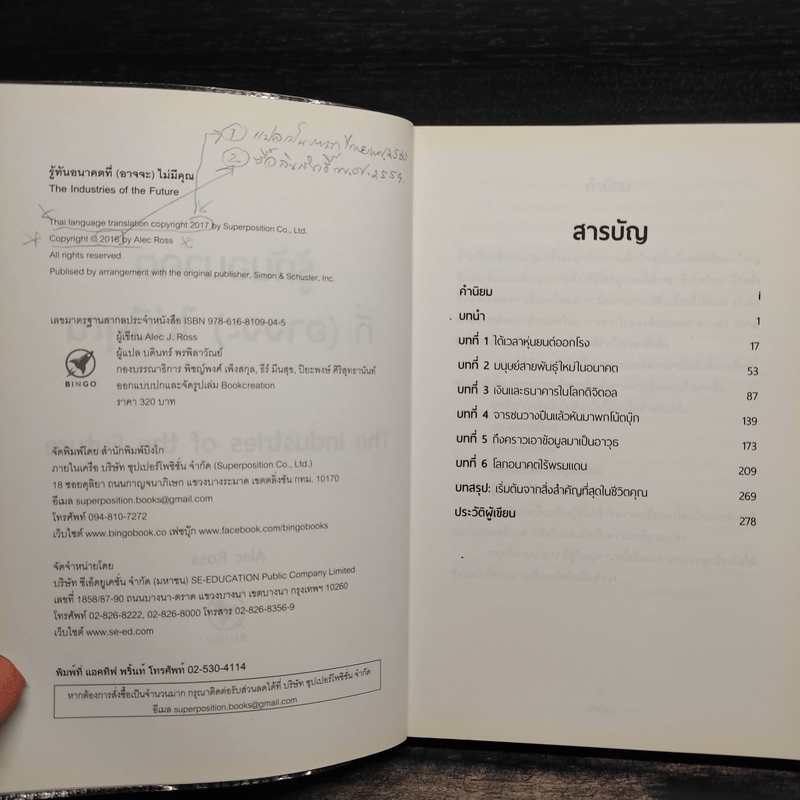 ① แปลเป็นภาษาไทย พ.ศ.2560
② ซื้อลิขสิทธิ์ พ.ศ. 2559.
รู้ทันอนาคตที่ (อาจจะ) ไม่มีคุณ
The Industries of the Future
Thai language translation copyright 2017 by Superposition Co., Ltd.
Copyright @ 2016 by Alec Ross
All rights reserved.
Publised by arrangement with the original publisher, Simon & Schuster, Inc.
เลขมาตรฐานสากลประจำหนังสือ ISBN 978-616-8109-04-5
ผู้เขียน Alec J. Ross
ผู้แปล บดินทร์ พรพิลาวัณย์
กองบรรณาธิการ พิชญ์พงศ์ เพ็งสกุล, ธีร์ มีนสุข, ปิยะพงษ์ ศิริสุทธานันท์
ออกแบบปกและจัดรูปเล่ม Bookcreation
ราคา 320 บาท
BINGO
จัดพิมพ์โดย สำนักพิมพ์บิงโก
ภายในเครือ บริษัท ซุปเปอร์โพซิชั่น จำกัด (Superposition Co., Ltd.)
18 ซอยดุลิยา ถนนกาญจนาภิเษก แขวงบางระมาด เขตตลิ่งชัน กทม. 10170
อีเมล superposition.books@gmail.com
โทรศัพท์ 094-810-7272
เว็บไซต์ www.bingobook.co เฟซบุ๊ก www.facebook.com/bingobooks
จัดจำหน่ายโดย
บริษัท ซีเอ็ดยูเคชั่น จำกัด (มหาชน) SE-EDUCATION Public Company Limited
เลขที่ 1858/87-90 ถนนบางนา-ตราด แขวงบางนา เขตบางนา กรุงเทพฯ 10260
โทรศัพท์ 02-826-8222, 02-826-8000 โทรสาร 02-826-8356-9
เว็บไซต์ www.se-ed.com
พิมพ์ที่ แอคทีฟ พริ้นท์ โทรศัพท์ 02-530-4114
หากต้องการสั่งซื้อเป็นจำนวนมาก กรุณาติดต่อรับส่วนลดได้ที่ บริษัท ซุปเปอร์โพซิชั่น จำกัด
อีเมล superposition.books@gmail.com
สารบัญ
คำนิยม i
บทนำ 1
บทที่ 1 ได้เวลาหุ่นยนต์ออกโรง 17
บทที่ 2 มนุษย์สายพันธุ์ใหม่ในอนาคต 53
บทที่ 3 เงินและธนาคารในโลกดิจิตอล 87
บทที่ 4 จารชนวางปืนแล้วหันมาพกโน้ตบุ๊ก 139
บทที่ 5 ถึงคราวเอาข้อมูลมาเป็นอาวุธ 173
บทที่ 6 โลกอนาคตไร้พรมแดน 209
บทสรุป: เริ่มต้นจากสิ่งสำคัญที่สุดในชีวิตคุณ 269
ประวัติผู้เขียน 278